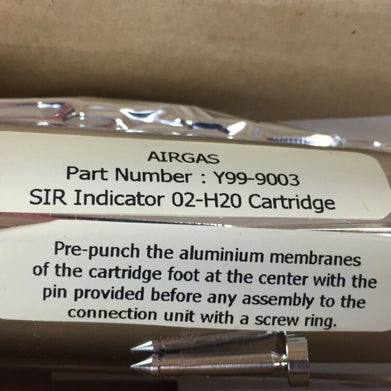 AIRGAS
Part Number : Y99-9003
SIR Indicator 02-H20 Cartridge
Pre-punch the aluminium membranes
of the cartridge foot at the center with the
pin provided before any assembly to the
connection unit with a screw ring.